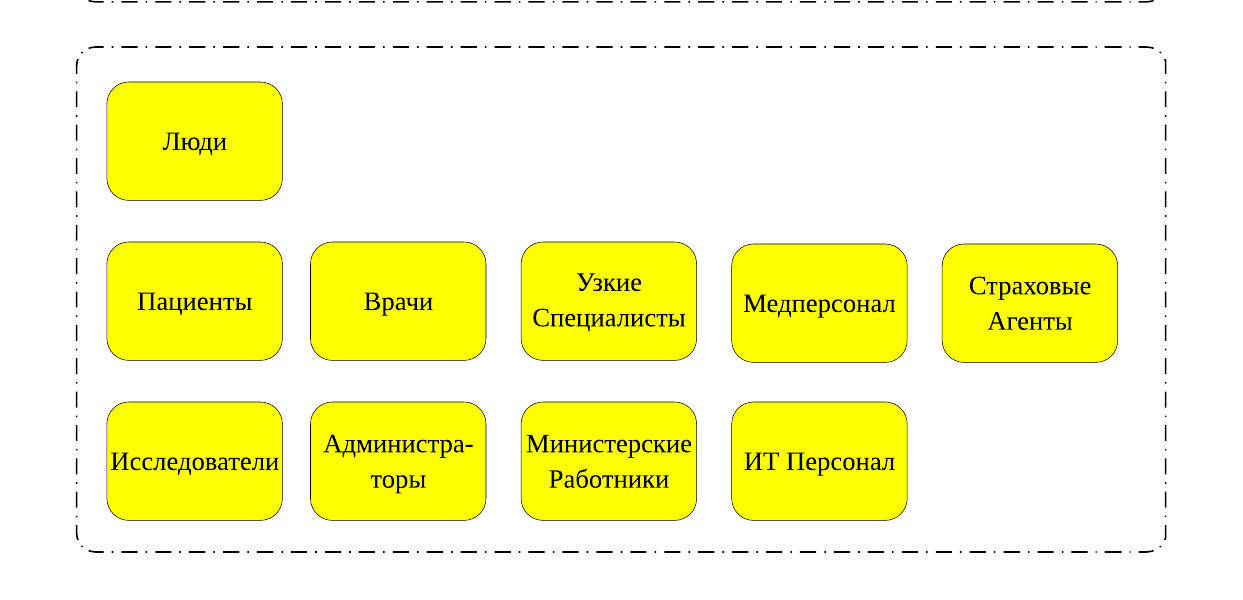 Люди
Пациенты
Врачи
Узкие
Специалисты
Медперсонал
Страховые
Агенты
Исследователи
Администра-
торы
Министерские
Работники
ИТ Персонал